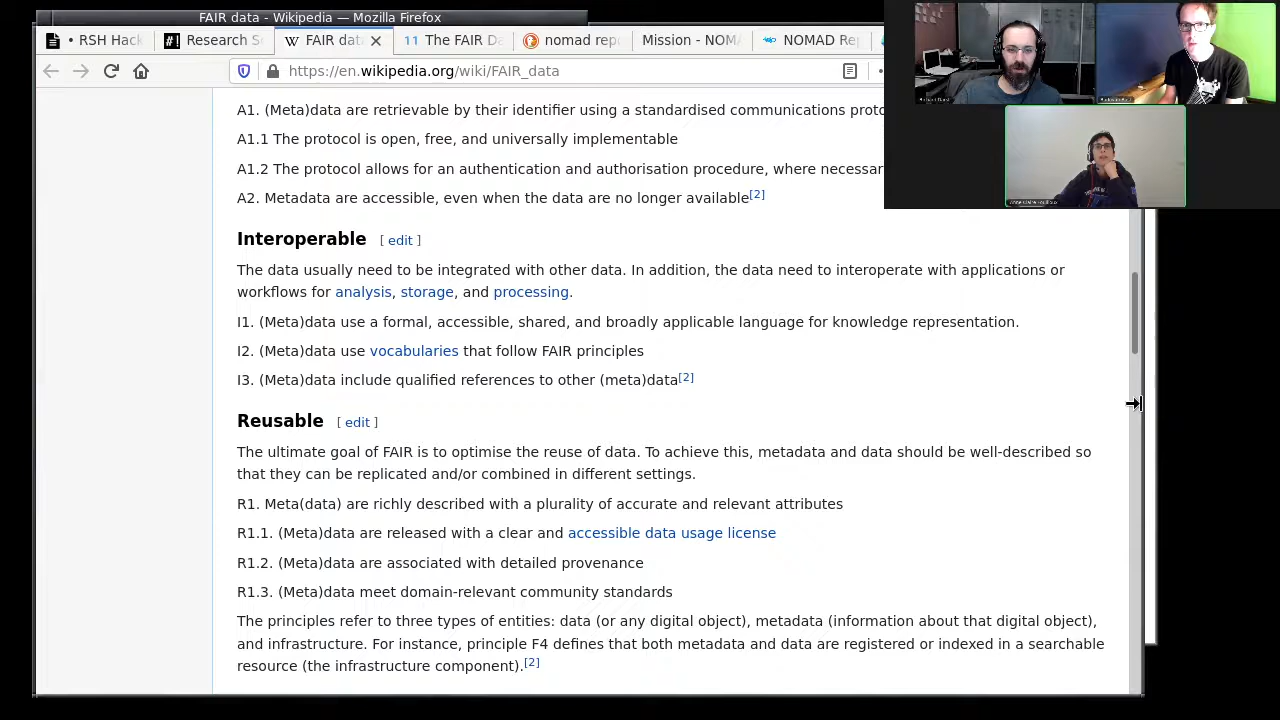 FAIR data - Wikipedia — Mozilla Firefox
• RSH Hack
Research S
FAIR dat
The FAIR Da
nomad rep
Mission - NOMA
NOMAD Rep
https://en.wikipedia.org/wiki/FAIR_data
A1. (Meta)data are retrievable by their identifier using a standardised communications proto
A1.1 The protocol is open, free, and universally implementable
A1.2 The protocol allows for an authentication and authorisation procedure, where necessar
A2. Metadata are accessible, even when the data are no longer available[2]
Interoperable [ edit ]
The data usually need to be integrated with other data. In addition, the data need to interoperate with applications or
workflows for analysis, storage, and processing.
I1. (Meta)data use a formal, accessible, shared, and broadly applicable language for knowledge representation.
I2. (Meta)data use vocabularies that follow FAIR principles
I3. (Meta)data include qualified references to other (meta)data[2]
Reusable [ edit ]
The ultimate goal of FAIR is to optimise the reuse of data. To achieve this, metadata and data should be well-described so
that they can be replicated and/or combined in different settings.
R1. Meta(data) are richly described with a plurality of accurate and relevant attributes
R1.1. (Meta)data are released with a clear and accessible data usage license
R1.2. (Meta)data are associated with detailed provenance
R1.3. (Meta)data meet domain-relevant community standards
The principles refer to three types of entities: data (or any digital object), metadata (information about that digital object),
and infrastructure. For instance, principle F4 defines that both metadata and data are registered or indexed in a searchable
resource (the infrastructure component).[2]